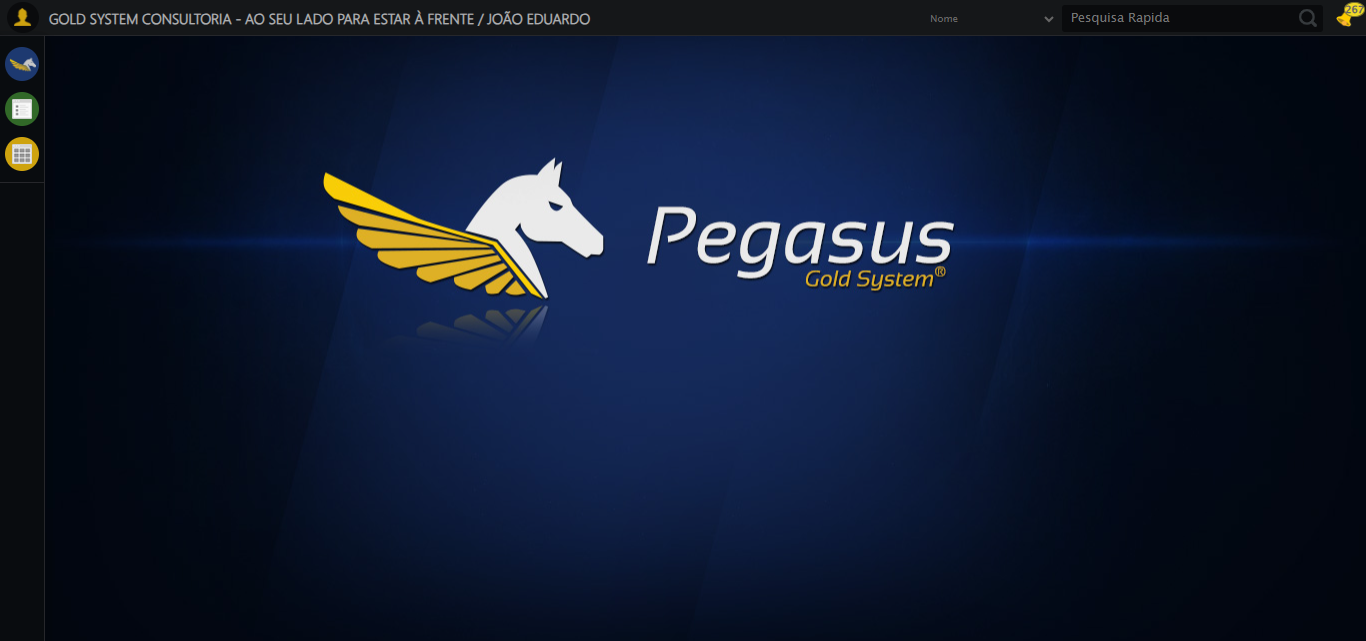 GOLD SYSTEM CONSULTORIA - AO SEU LADO PARA ESTAR À FRENTE / JOÃO EDUARDO
Nome
Pesquisa Rapida
267
Pegasus
Gold System®